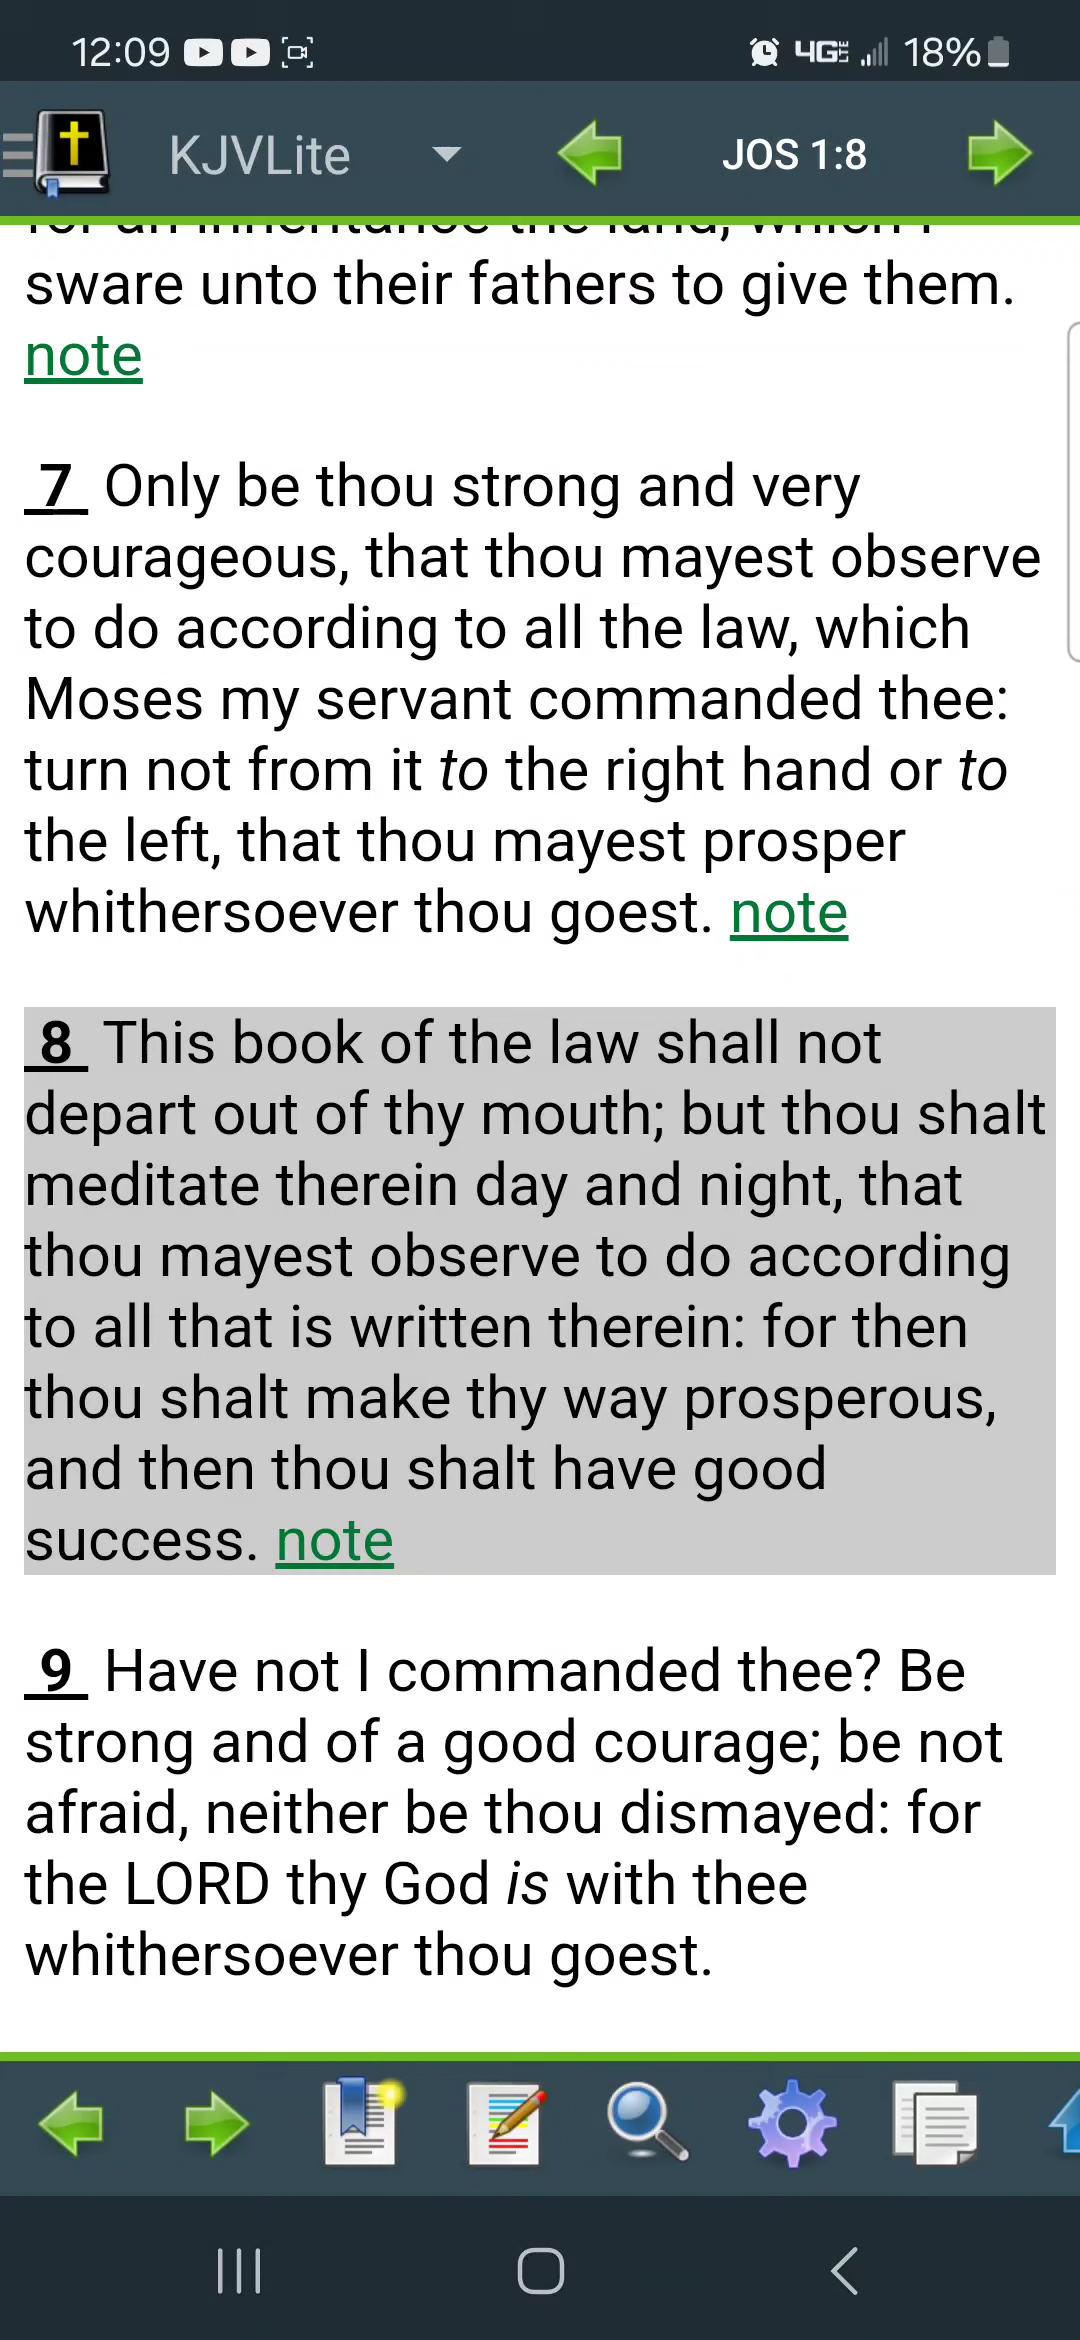 12:09 4G LTE 18%
KJVLite JOS 1:8
for an inheritance the land, which I
sware unto their fathers to give them.
note
7 Only be thou strong and very
courageous, that thou mayest observe
to do according to all the law, which
Moses my servant commanded thee:
turn not from it to the right hand or to
the left, that thou mayest prosper
whithersoever thou goest. note
8 This book of the law shall not
depart out of thy mouth; but thou shalt
meditate therein day and night, that
thou mayest observe to do according
to all that is written therein: for then
thou shalt make thy way prosperous,
and then thou shalt have good
success. note
9 Have not I commanded thee? Be
strong and of a good courage; be not
afraid, neither be thou dismayed: for
the LORD thy God is with thee
whithersoever thou goest.